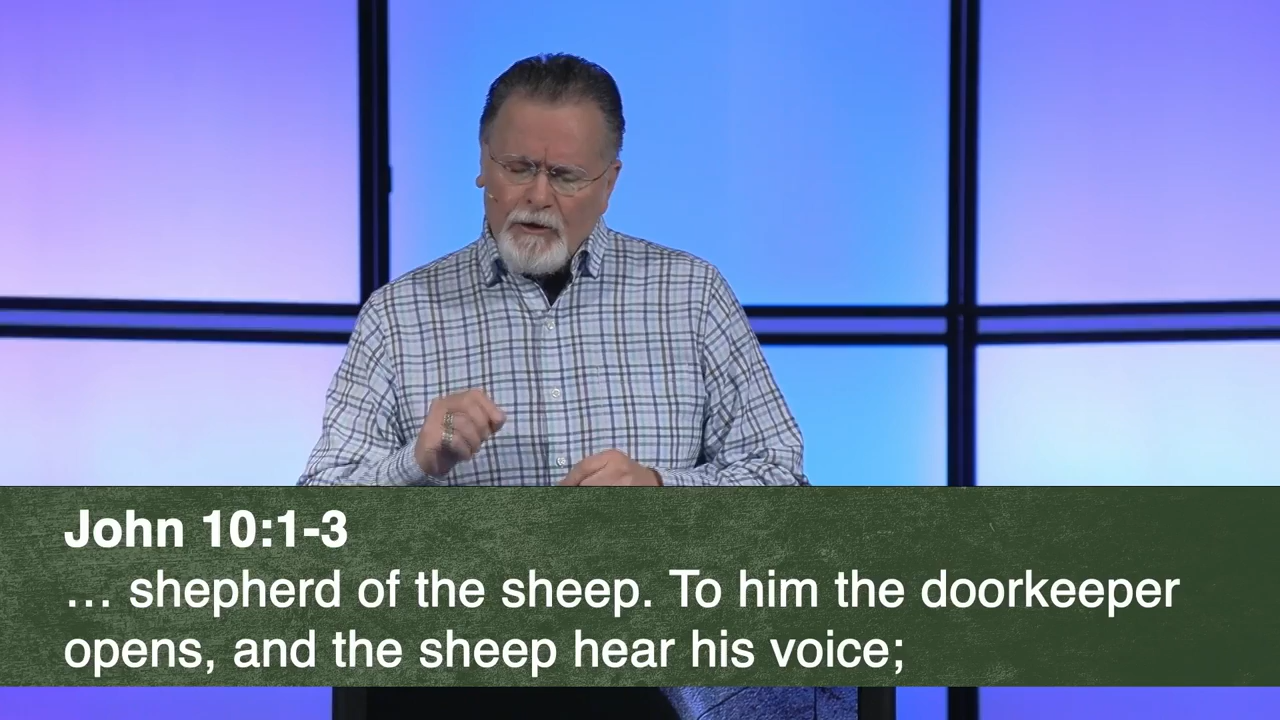 John 10:1-3
… shepherd of the sheep. To him the doorkeeper
opens, and the sheep hear his voice;